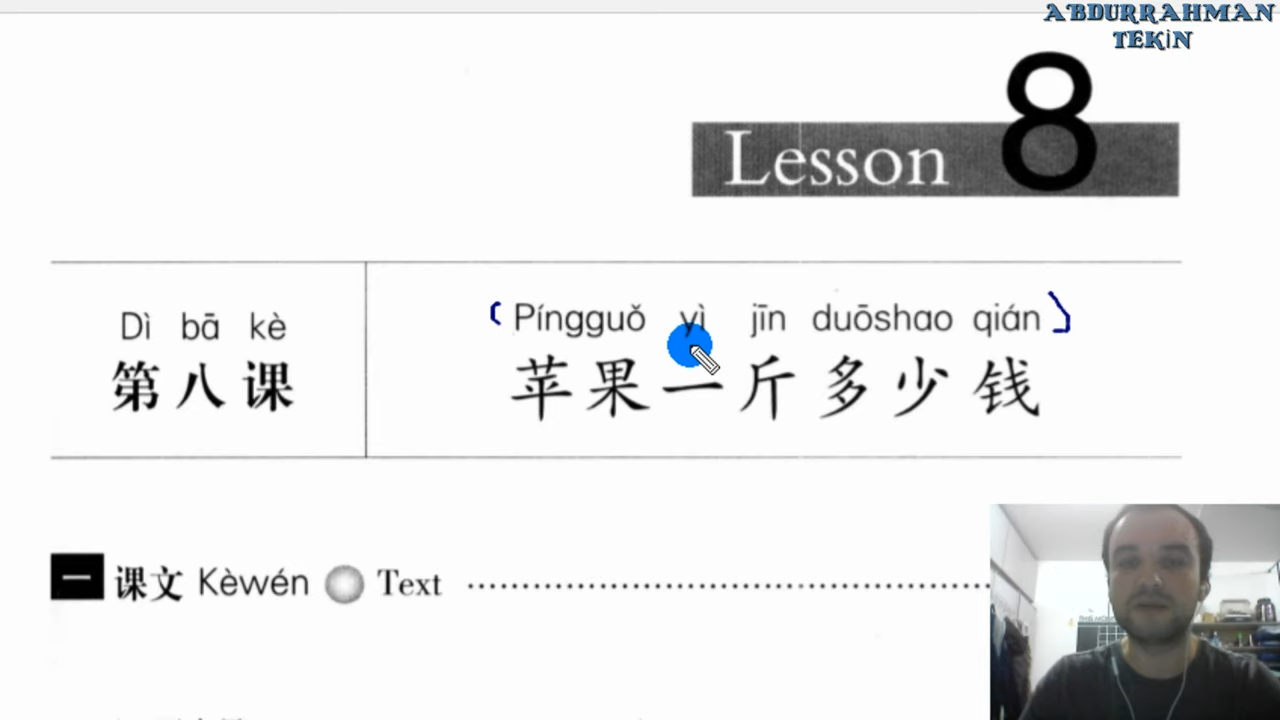 ABDURRAHMAN
TEKiN
Lesson 8
Dì bā kè
第八课
Píngguǒ yì jīn duōshao qián
苹果一斤多少钱
一 课文 Kèwén Text